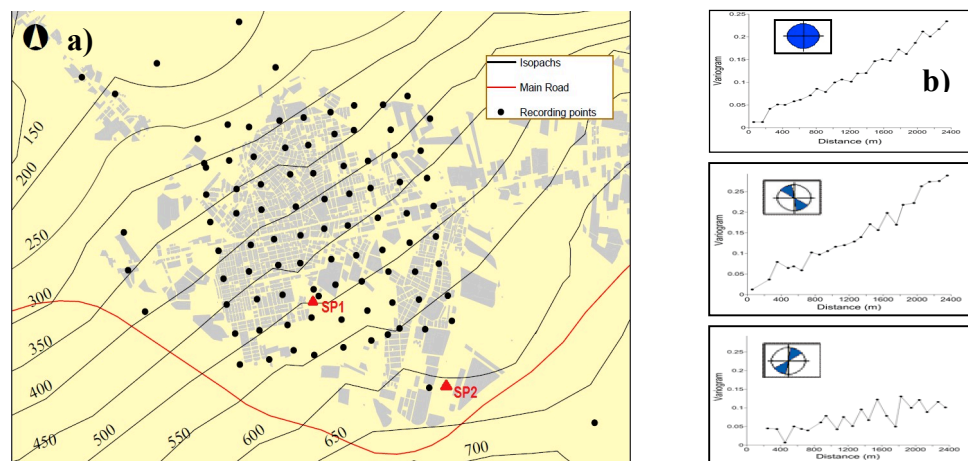 a)
Isopachs
Main Road
Recording points
150
200
250
300
350
400
450
500
550
600
650
700
SP1
SP2
b)
0.25
0.2
0.15
0.1
0.05
0
0 400 800 1200 1600 2000 2400
Variogram
Distance (m)
0.25
0.2
0.15
0.1
0.05
0
0 400 800 1200 1600 2000 2400
Variogram
Distance (m)
0.25
0.2
0.15
0.1
0.05
0
0 400 800 1200 1600 2000 2400
Variogram
Distance (m)